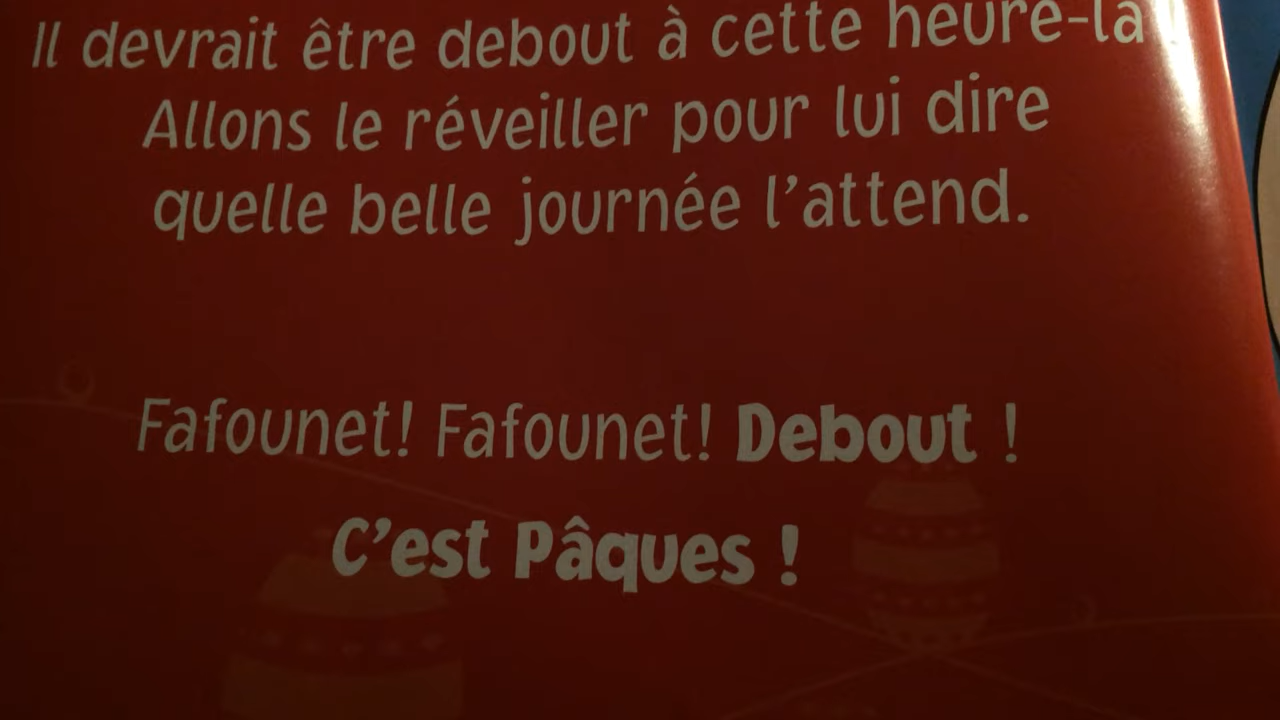 Il devrait être debout à cette heure-là !
Allons le réveiller pour lui dire
quelle belle journée l'attend.
Fafounet! Fafounet! Debout !
C'est Pâques !